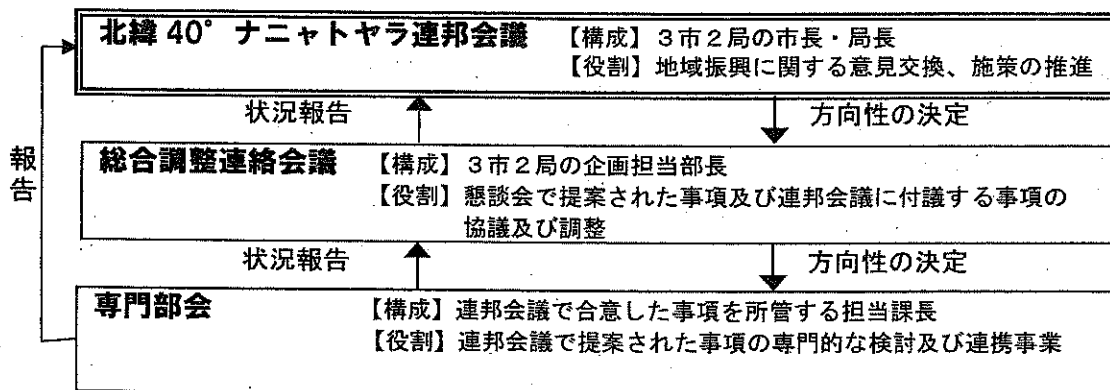 北緯40°ナニャトヤラ連邦会議 【構成】３市２局の市長・局長
【役割】地域振興に関する意見交換、施策の推進
状況報告 方向性の決定
報告
総合調整連絡会議 【構成】３市２局の企画担当部長
【役割】懇談会で提案された事項及び連邦会議に付議する事項の
協議及び調整
状況報告 方向性の決定
専門部会 【構成】連邦会議で合意した事項を所管する担当課長
【役割】連邦会議で提案された事項の専門的な検討及び連携事業